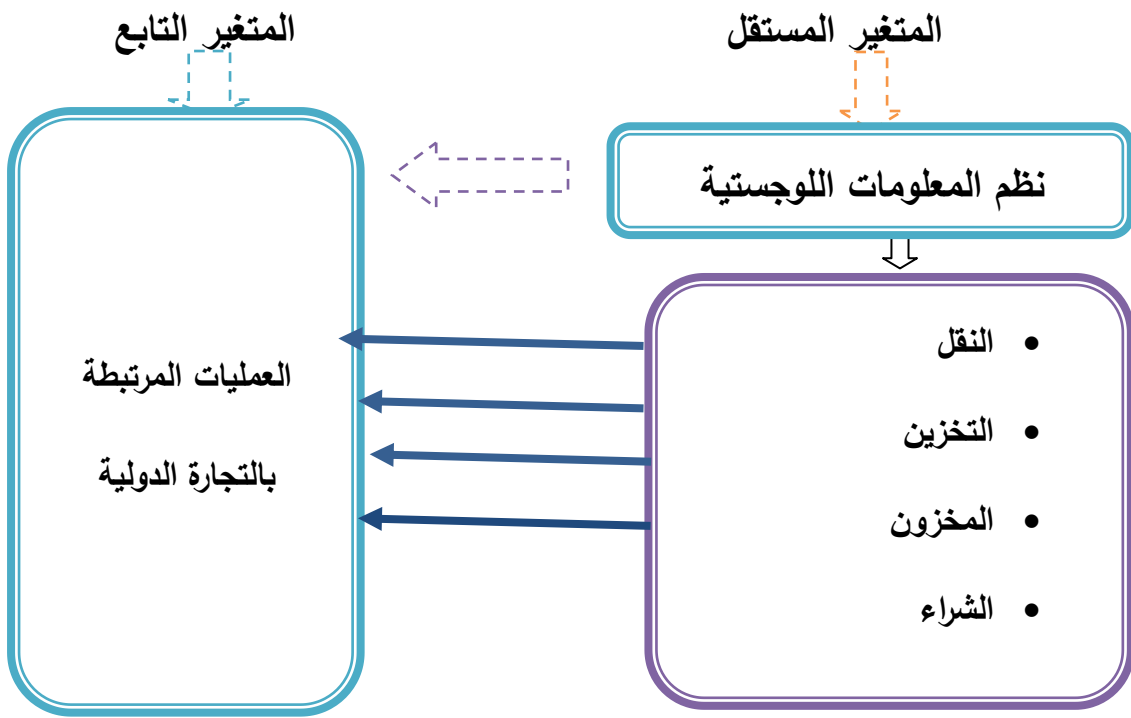 المتغير المستقل
المتغير التابع
نظم المعلومات اللوجستية
• النقل
• التخزين
• المخزون
• الشراء
العمليات المرتبطة
بالتجارة الدولية